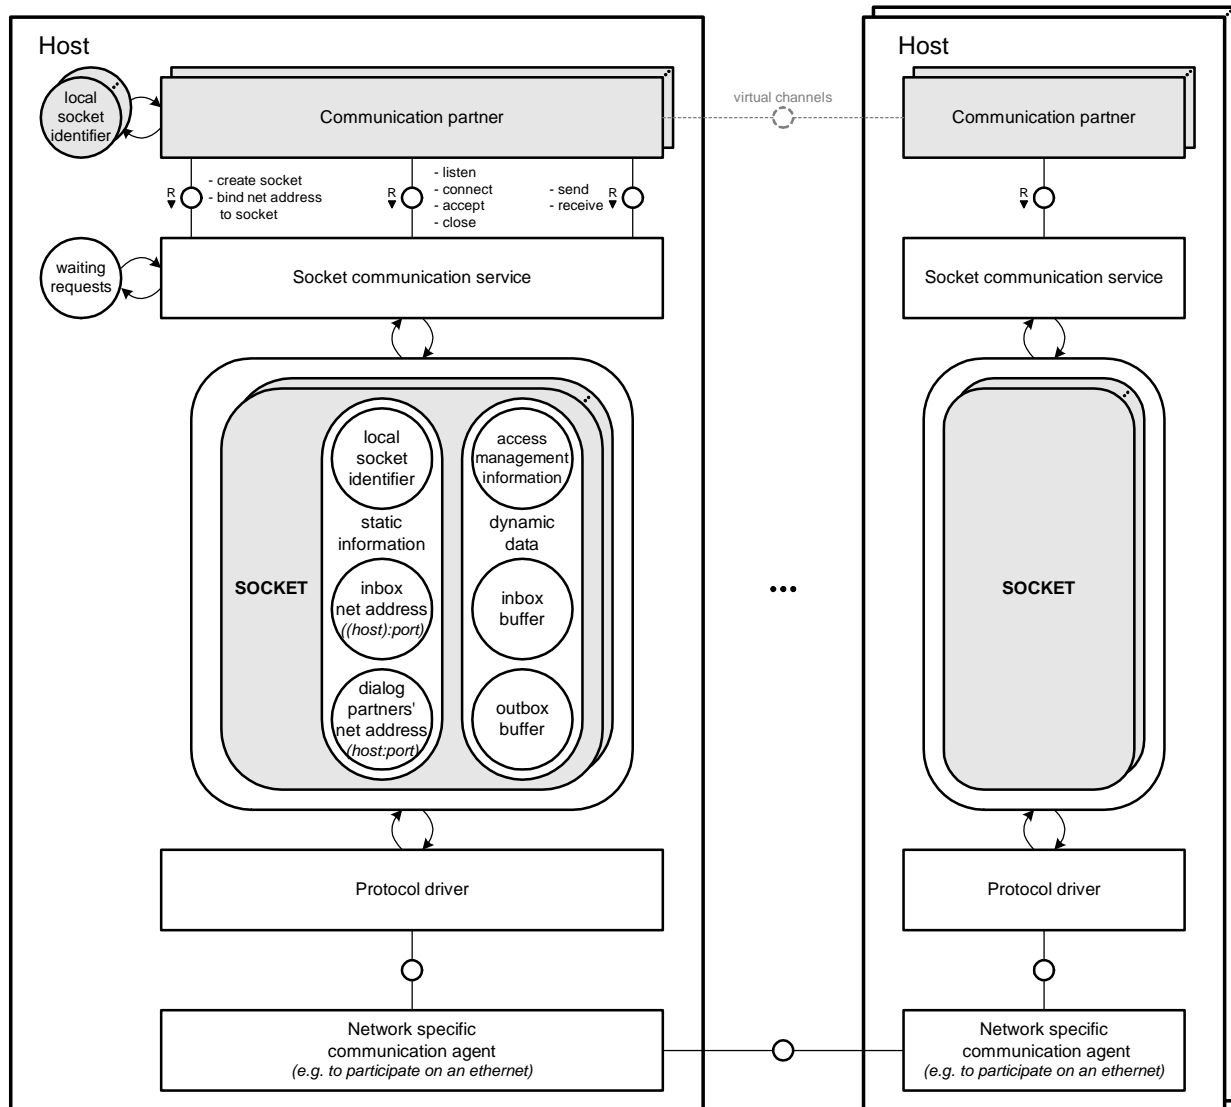 Host
local
socket
identifier
Communication partner
R
- create socket
- bind net address
to socket
R
- listen
- connect
- accept
- close
- send
- receive
R
waiting
requests
Socket communication service
SOCKET
local
socket
identifier
static
information
inbox
net address
((host):port)
dialog
partners'
net address
(host:port)
access
management
information
dynamic
data
inbox
buffer
outbox
buffer
Protocol driver
Network specific
communication agent
(e.g. to participate on an ethernet)
virtual channels
...
Host
Communication partner
R
Socket communication service
SOCKET
Protocol driver
Network specific
communication agent
(e.g. to participate on an ethernet)